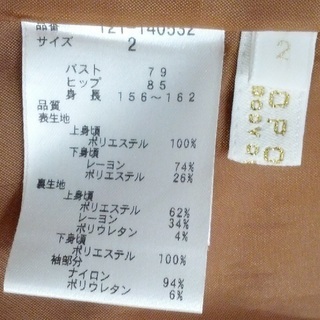 品番 121-140532
サイズ 2
バスト 79
ヒップ 85
身長 156~162
品質
表生地
上身頃
ポリエステル 100%
下身頃
レーヨン 74%
ポリエステル 26%
裏生地
上身頃
ポリエステル 62%
レーヨン 34%
ポリウレタン 4%
下身頃
ポリエステル 100%
袖部分
ナイロン 94%
ポリウレタン 6%
2